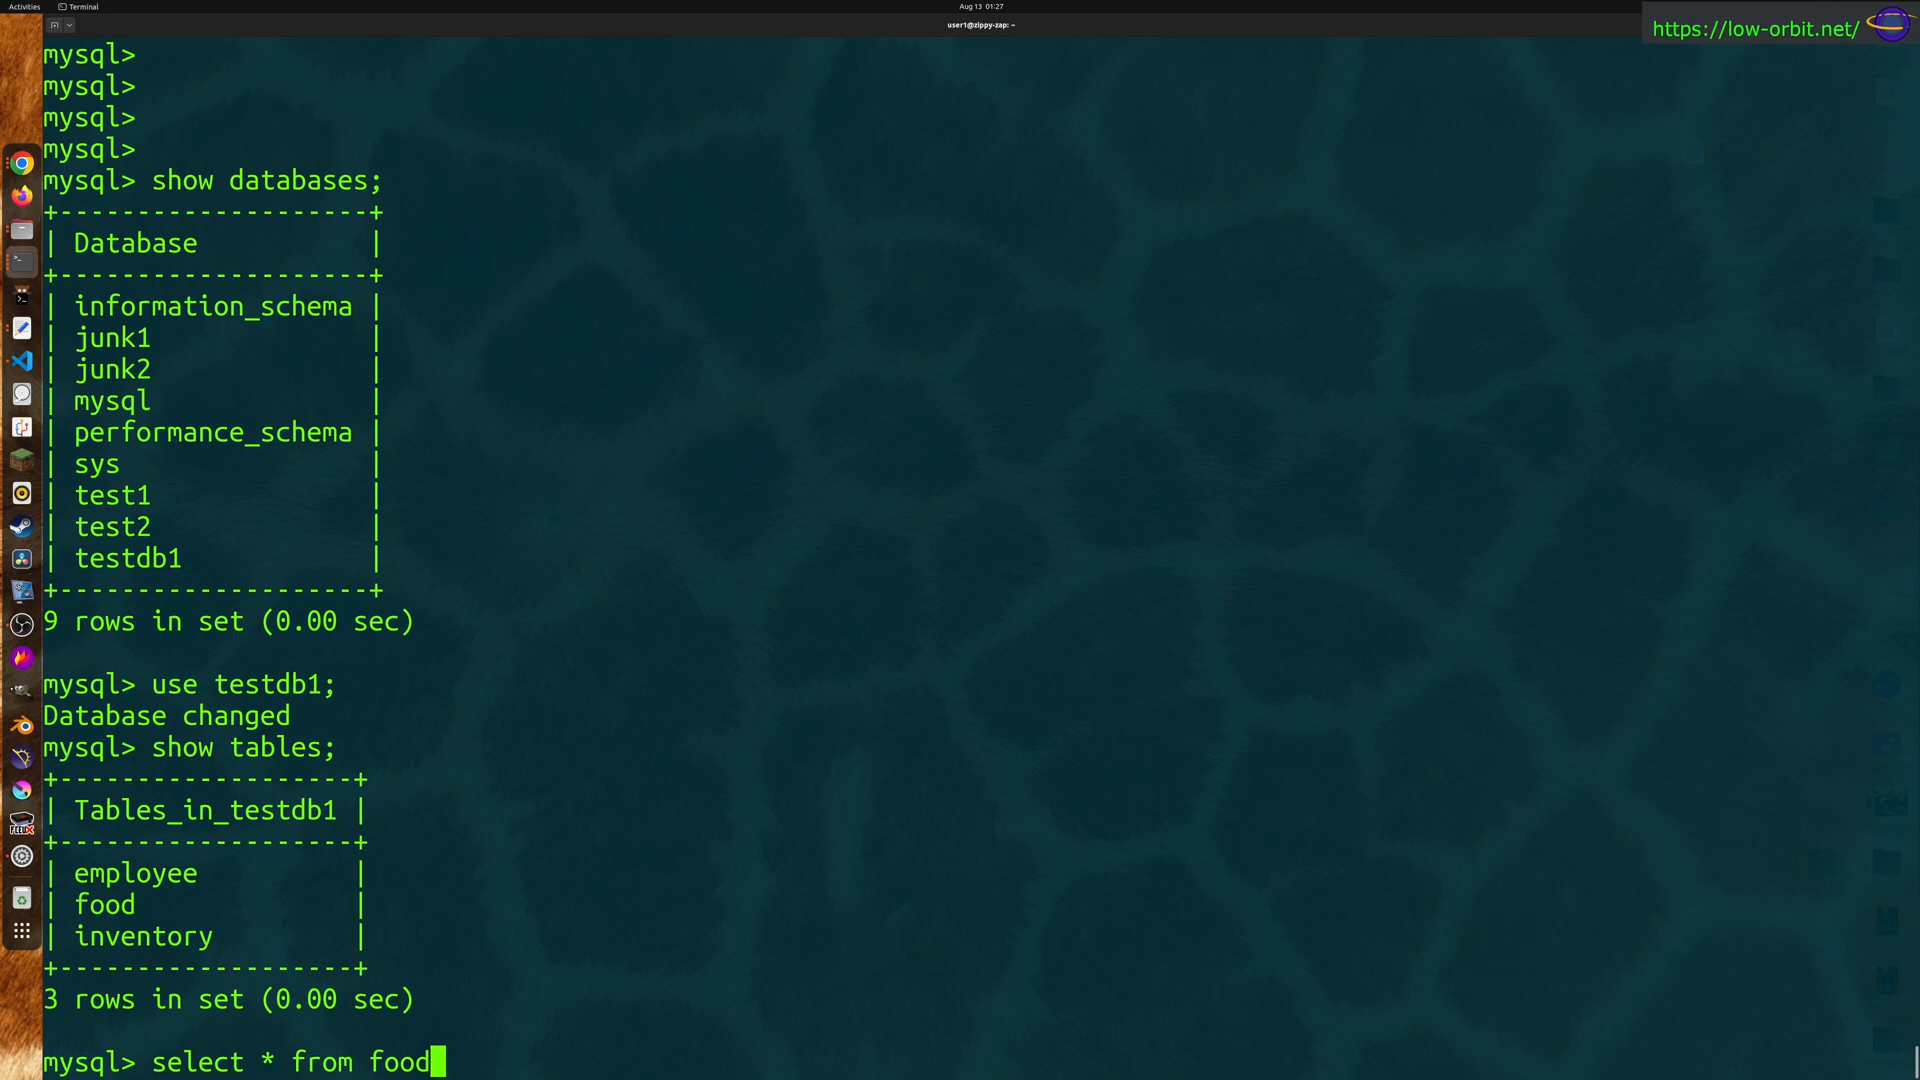 Activities Terminal Aug 13 01:27
user1@zippy-zap: ~
https://low-orbit.net/
mysql>
mysql>
mysql>
mysql>
mysql> show databases;
+--------------------+
| Database           |
+--------------------+
| information_schema |
| junk1              |
| junk2              |
| mysql              |
| performance_schema |
| sys                |
| test1              |
| test2              |
| testdb1            |
+--------------------+
9 rows in set (0.00 sec)
mysql> use testdb1;
Database changed
mysql> show tables;
+-------------------+
| Tables_in_testdb1 |
+-------------------+
| employee          |
| food              |
| inventory         |
+-------------------+
3 rows in set (0.00 sec)
mysql> select * from food